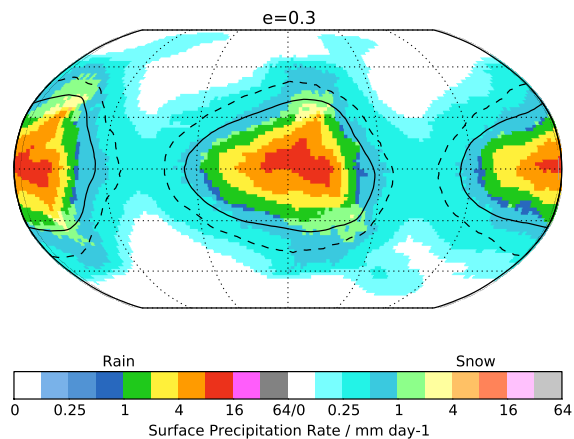 e=0.3
Rain Snow
0 0.25 1 4 16 64/0 0.25 1 4 16 64
Surface Precipitation Rate / mm day-1